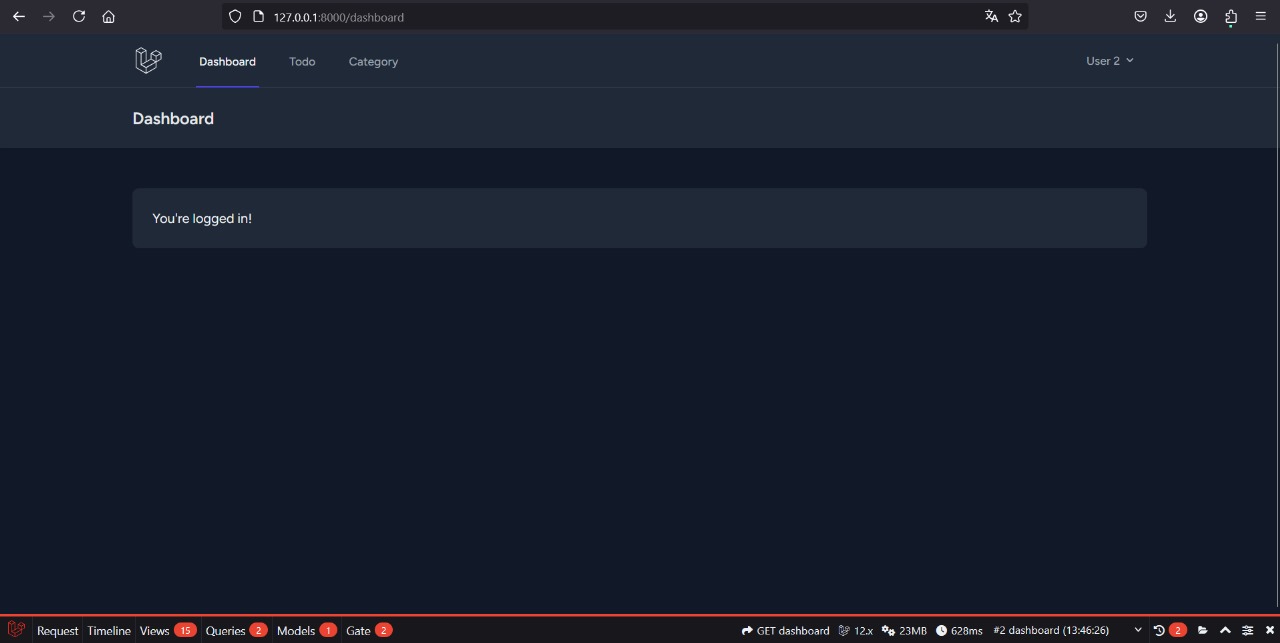 127.0.0.1:8000/dashboard
Dashboard Todo Category User 2
Dashboard
You're logged in!
Request Timeline Views 15 Queries 2 Models 1 Gate 2 GET dashboard 12.x 23MB 628ms #2 dashboard (13:46:26) 2